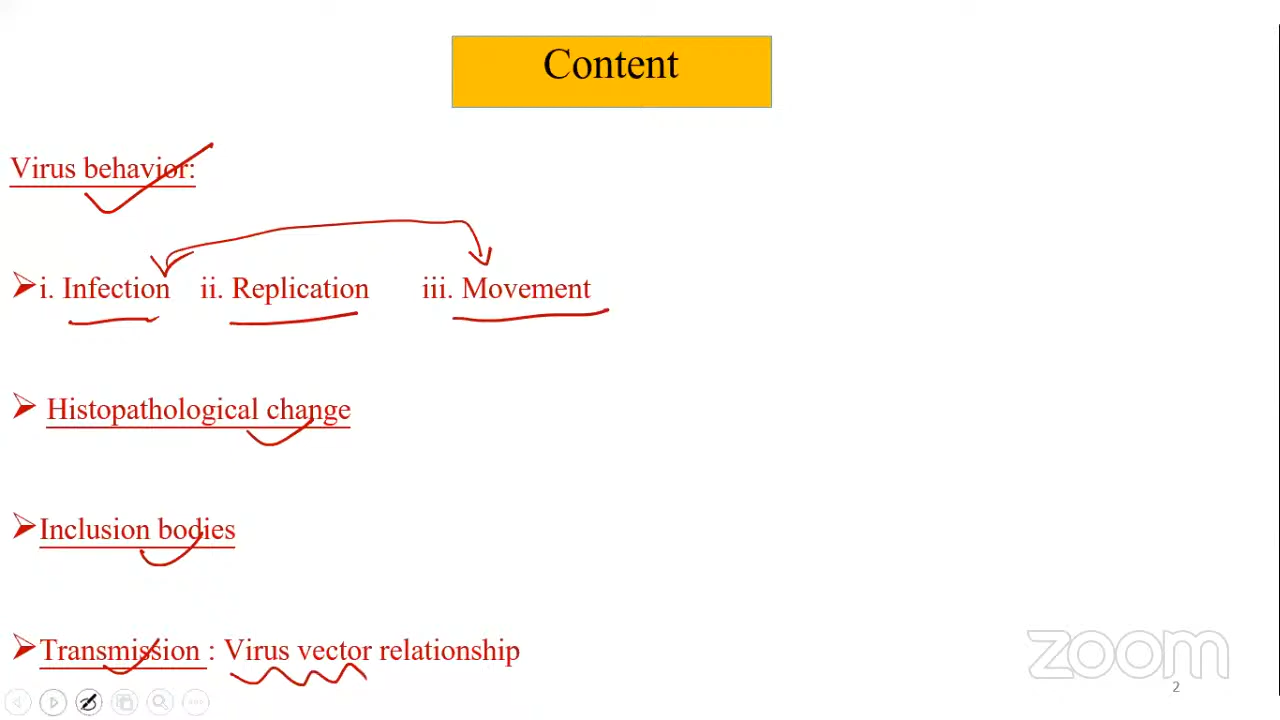 Content
Virus behavior:
i. Infection ii. Replication iii. Movement
Histopathological change
Inclusion bodies
Transmission : Virus vector relationship
zoom
2